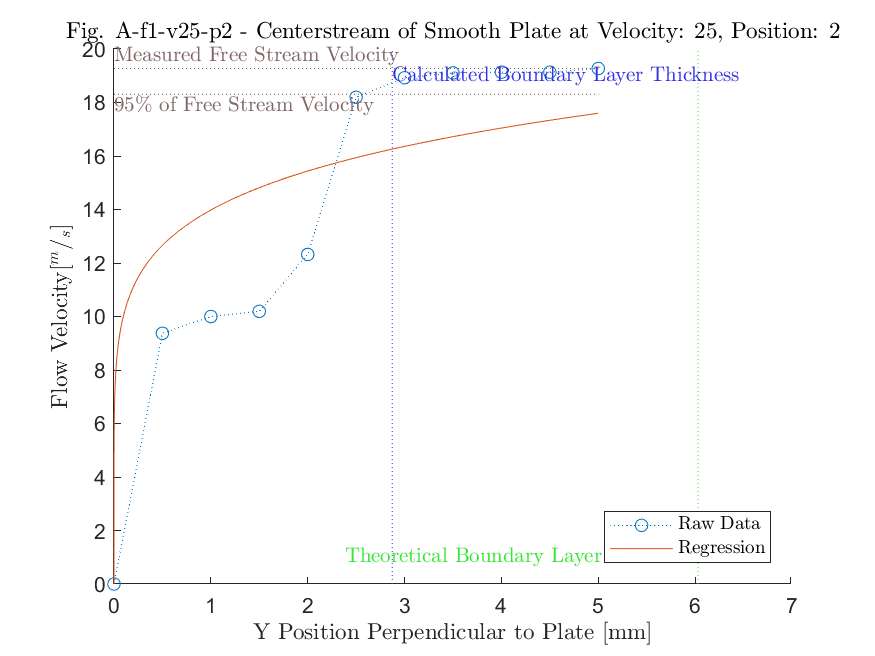 Fig. A-f1-v25-p2 - Centerstream of Smooth Plate at Velocity: 25, Position: 2
20
Measured Free Stream Velocity
Calculated Boundary Layer Thickness
18
95% of Free Stream Velocity
16
14
12
10
8
6
4
2
0
Flow Velocity[m/s]
Raw Data
Regression
Theoretical Boundary Layer
0 1 2 3 4 5 6 7
Y Position Perpendicular to Plate [mm]